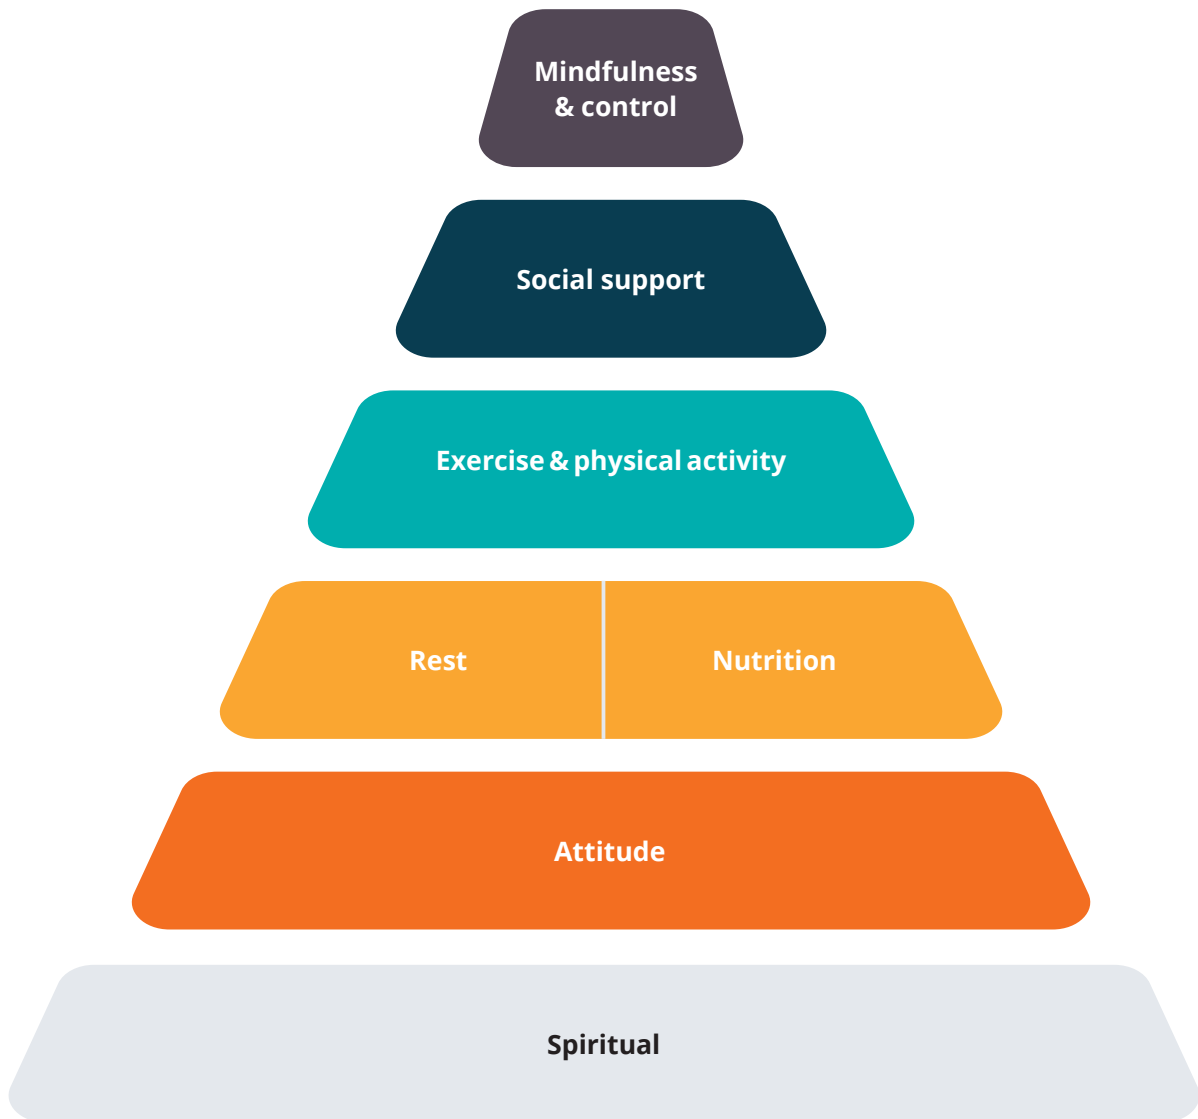 Mindfulness
& control
Social support
Exercise & physical activity
Rest
Nutrition
Attitude
Spiritual